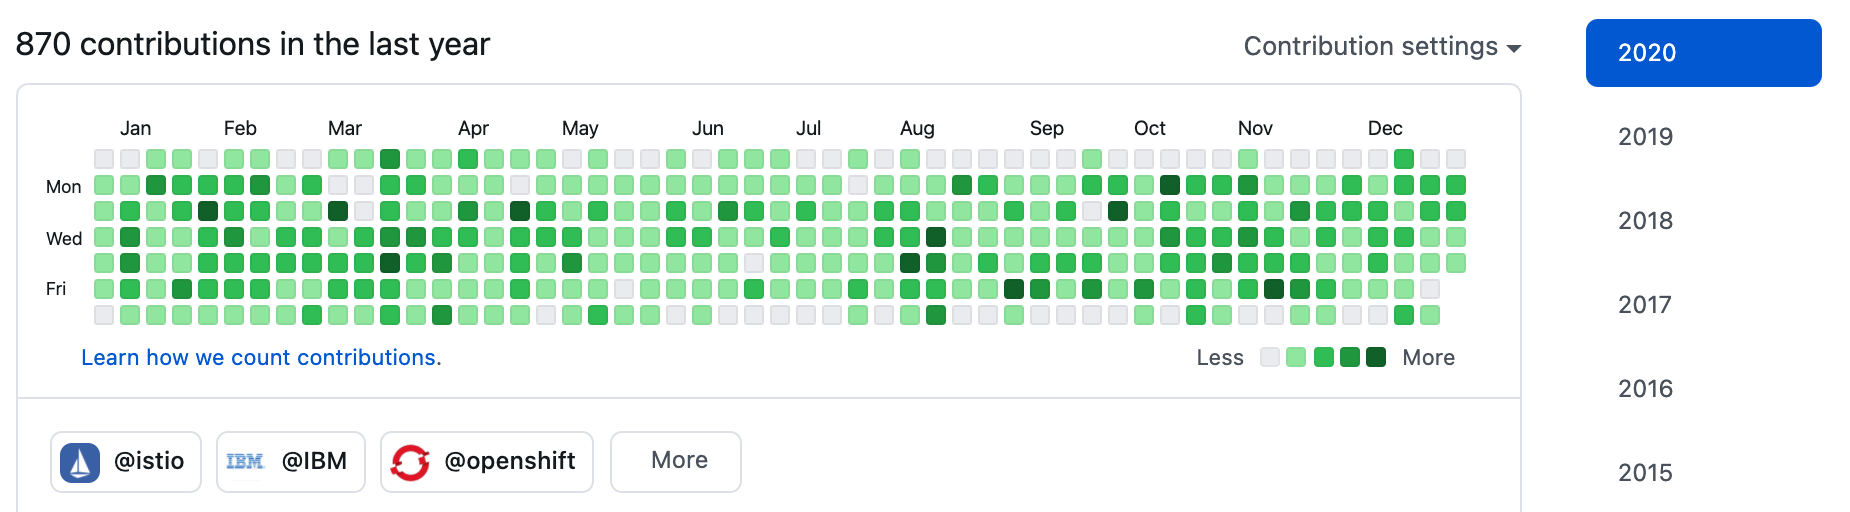 870 contributions in the last year
Contribution settings
2020
2019
2018
2017
2016
2015
Jan Feb Mar Apr May Jun Jul Aug Sep Oct Nov Dec
Mon
Wed
Fri
Learn how we count contributions.
Less More
@istio
IBM @IBM
@openshift
More